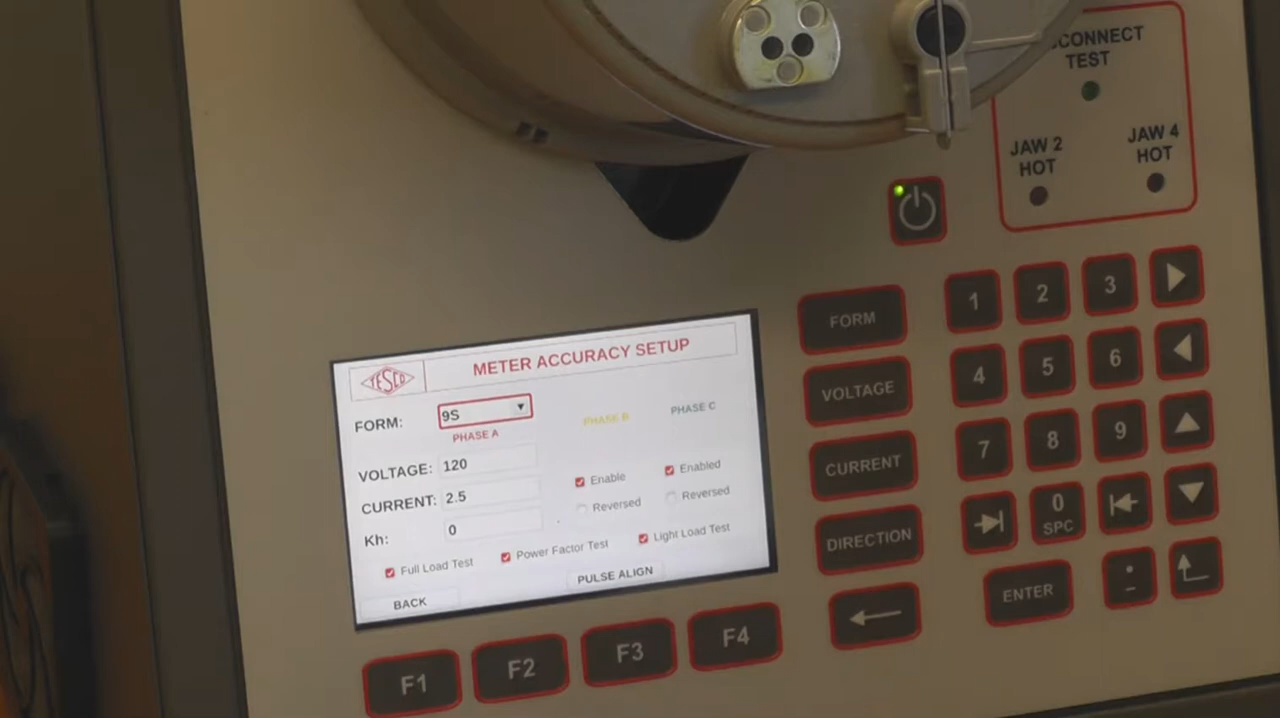 CONNECT
TEST
JAW 2
HOT
JAW 4
HOT
TESCO
METER ACCURACY SETUP
FORM: 9S
PHASE A PHASE B PHASE C
VOLTAGE: 120
CURRENT: 2.5
Enable Enabled
Reversed Reversed
Kh: 0
Full Load Test Power Factor Test Light Load Test
BACK PULSE ALIGN
F1 F2 F3 F4
FORM
VOLTAGE
CURRENT
DIRECTION
1 2 3
4 5 6
7 8 9
0
SPC
ENTER